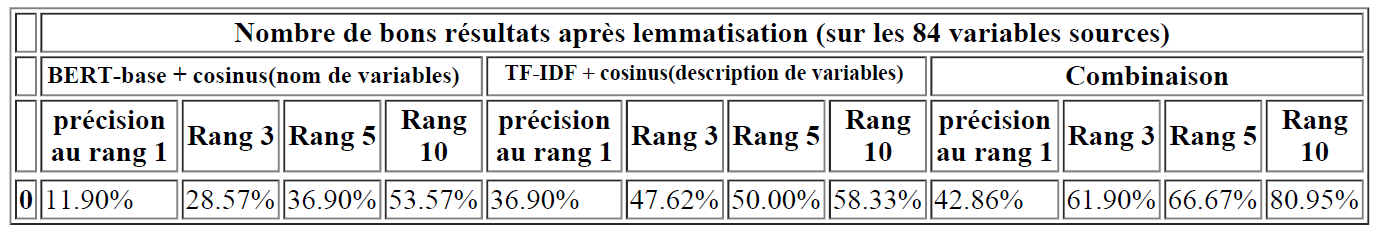 Nombre de bons résultats après lemmatisation (sur les 84 variables sources)
BERT-base + cosinus(nom de variables) TF-IDF + cosinus(description de variables) Combinaison
précision au rang 1 Rang 3 Rang 5 Rang 10 précision au rang 1 Rang 3 Rang 5 Rang 10 précision au rang 1 Rang 3 Rang 5 Rang 10
0 11.90% 28.57% 36.90% 53.57% 36.90% 47.62% 50.00% 58.33% 42.86% 61.90% 66.67% 80.95%